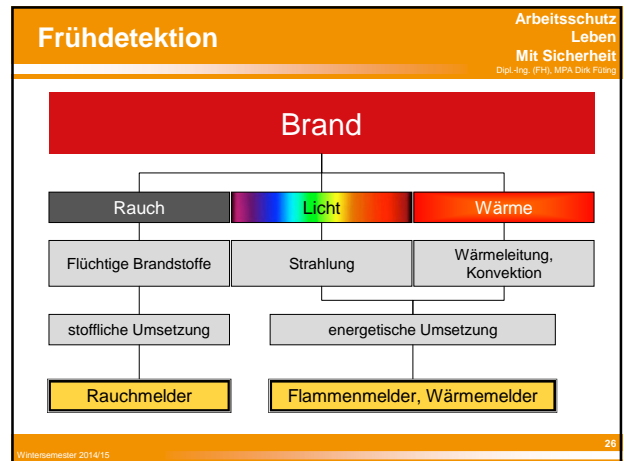 Frühdetektion
Arbeitsschutz
Leben
Mit Sicherheit
Dipl.-Ing. (FH), MPA Dirk Füting
Brand
Rauch
Licht
Wärme
Flüchtige Brandstoffe
Strahlung
Wärmeleitung,
Konvektion
stoffliche Umsetzung
energetische Umsetzung
Rauchmelder
Flammenmelder, Wärmemelder
26
Wintersemester 2014/15